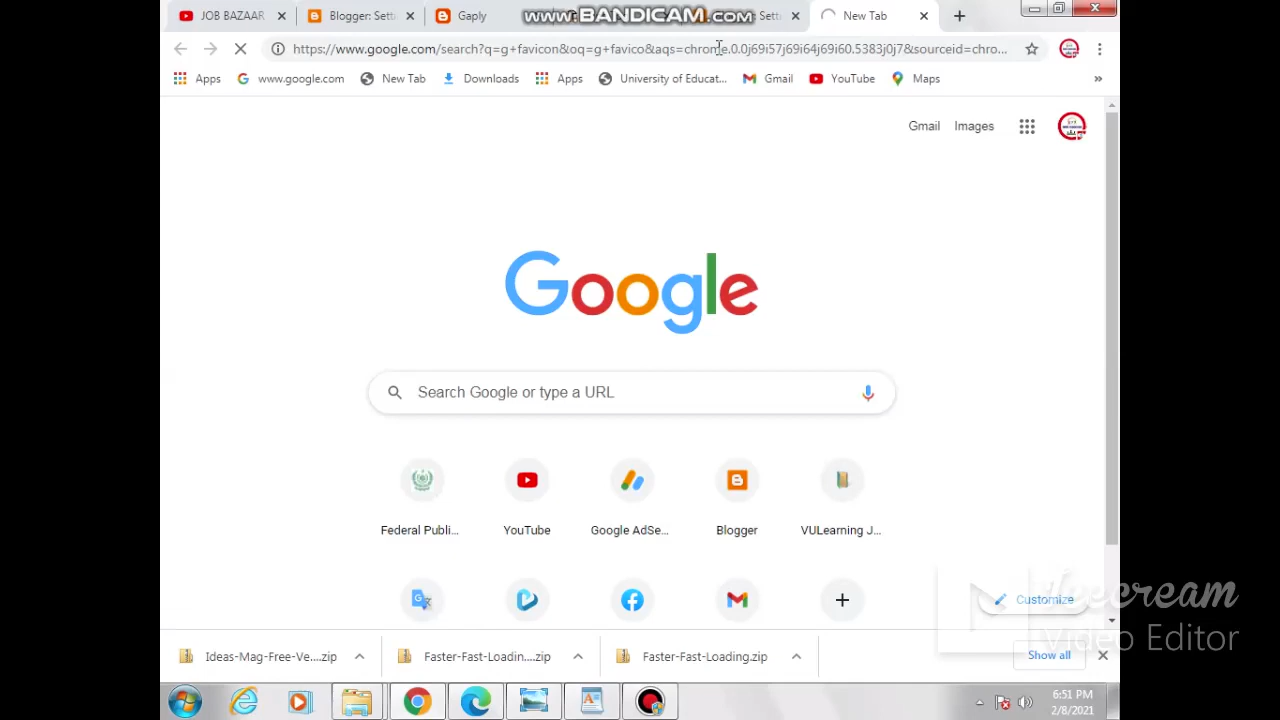 JOB BAZAAR
Blogger: Setti
Gaply
www.BANDICAM.com
Setti
New Tab
https://www.google.com/search?q=g+favicon&oq=g+favico&aqs=chrome.0.0j69i57j69i64j69i60.5383j0j7&sourceid=chro...
Apps
www.google.com
New Tab
Downloads
Apps
University of Educat...
Gmail
YouTube
Maps
»
Gmail
Images
Google
Search Google or type a URL
Federal Publi...
YouTube
Google AdSe...
Blogger
VULearning J...
Customize
Icecream
Video Editor
Ideas-Mag-Free-Ve....zip
Faster-Fast-Loadin....zip
Faster-Fast-Loading.zip
Show all
6:51 PM
2/8/2021